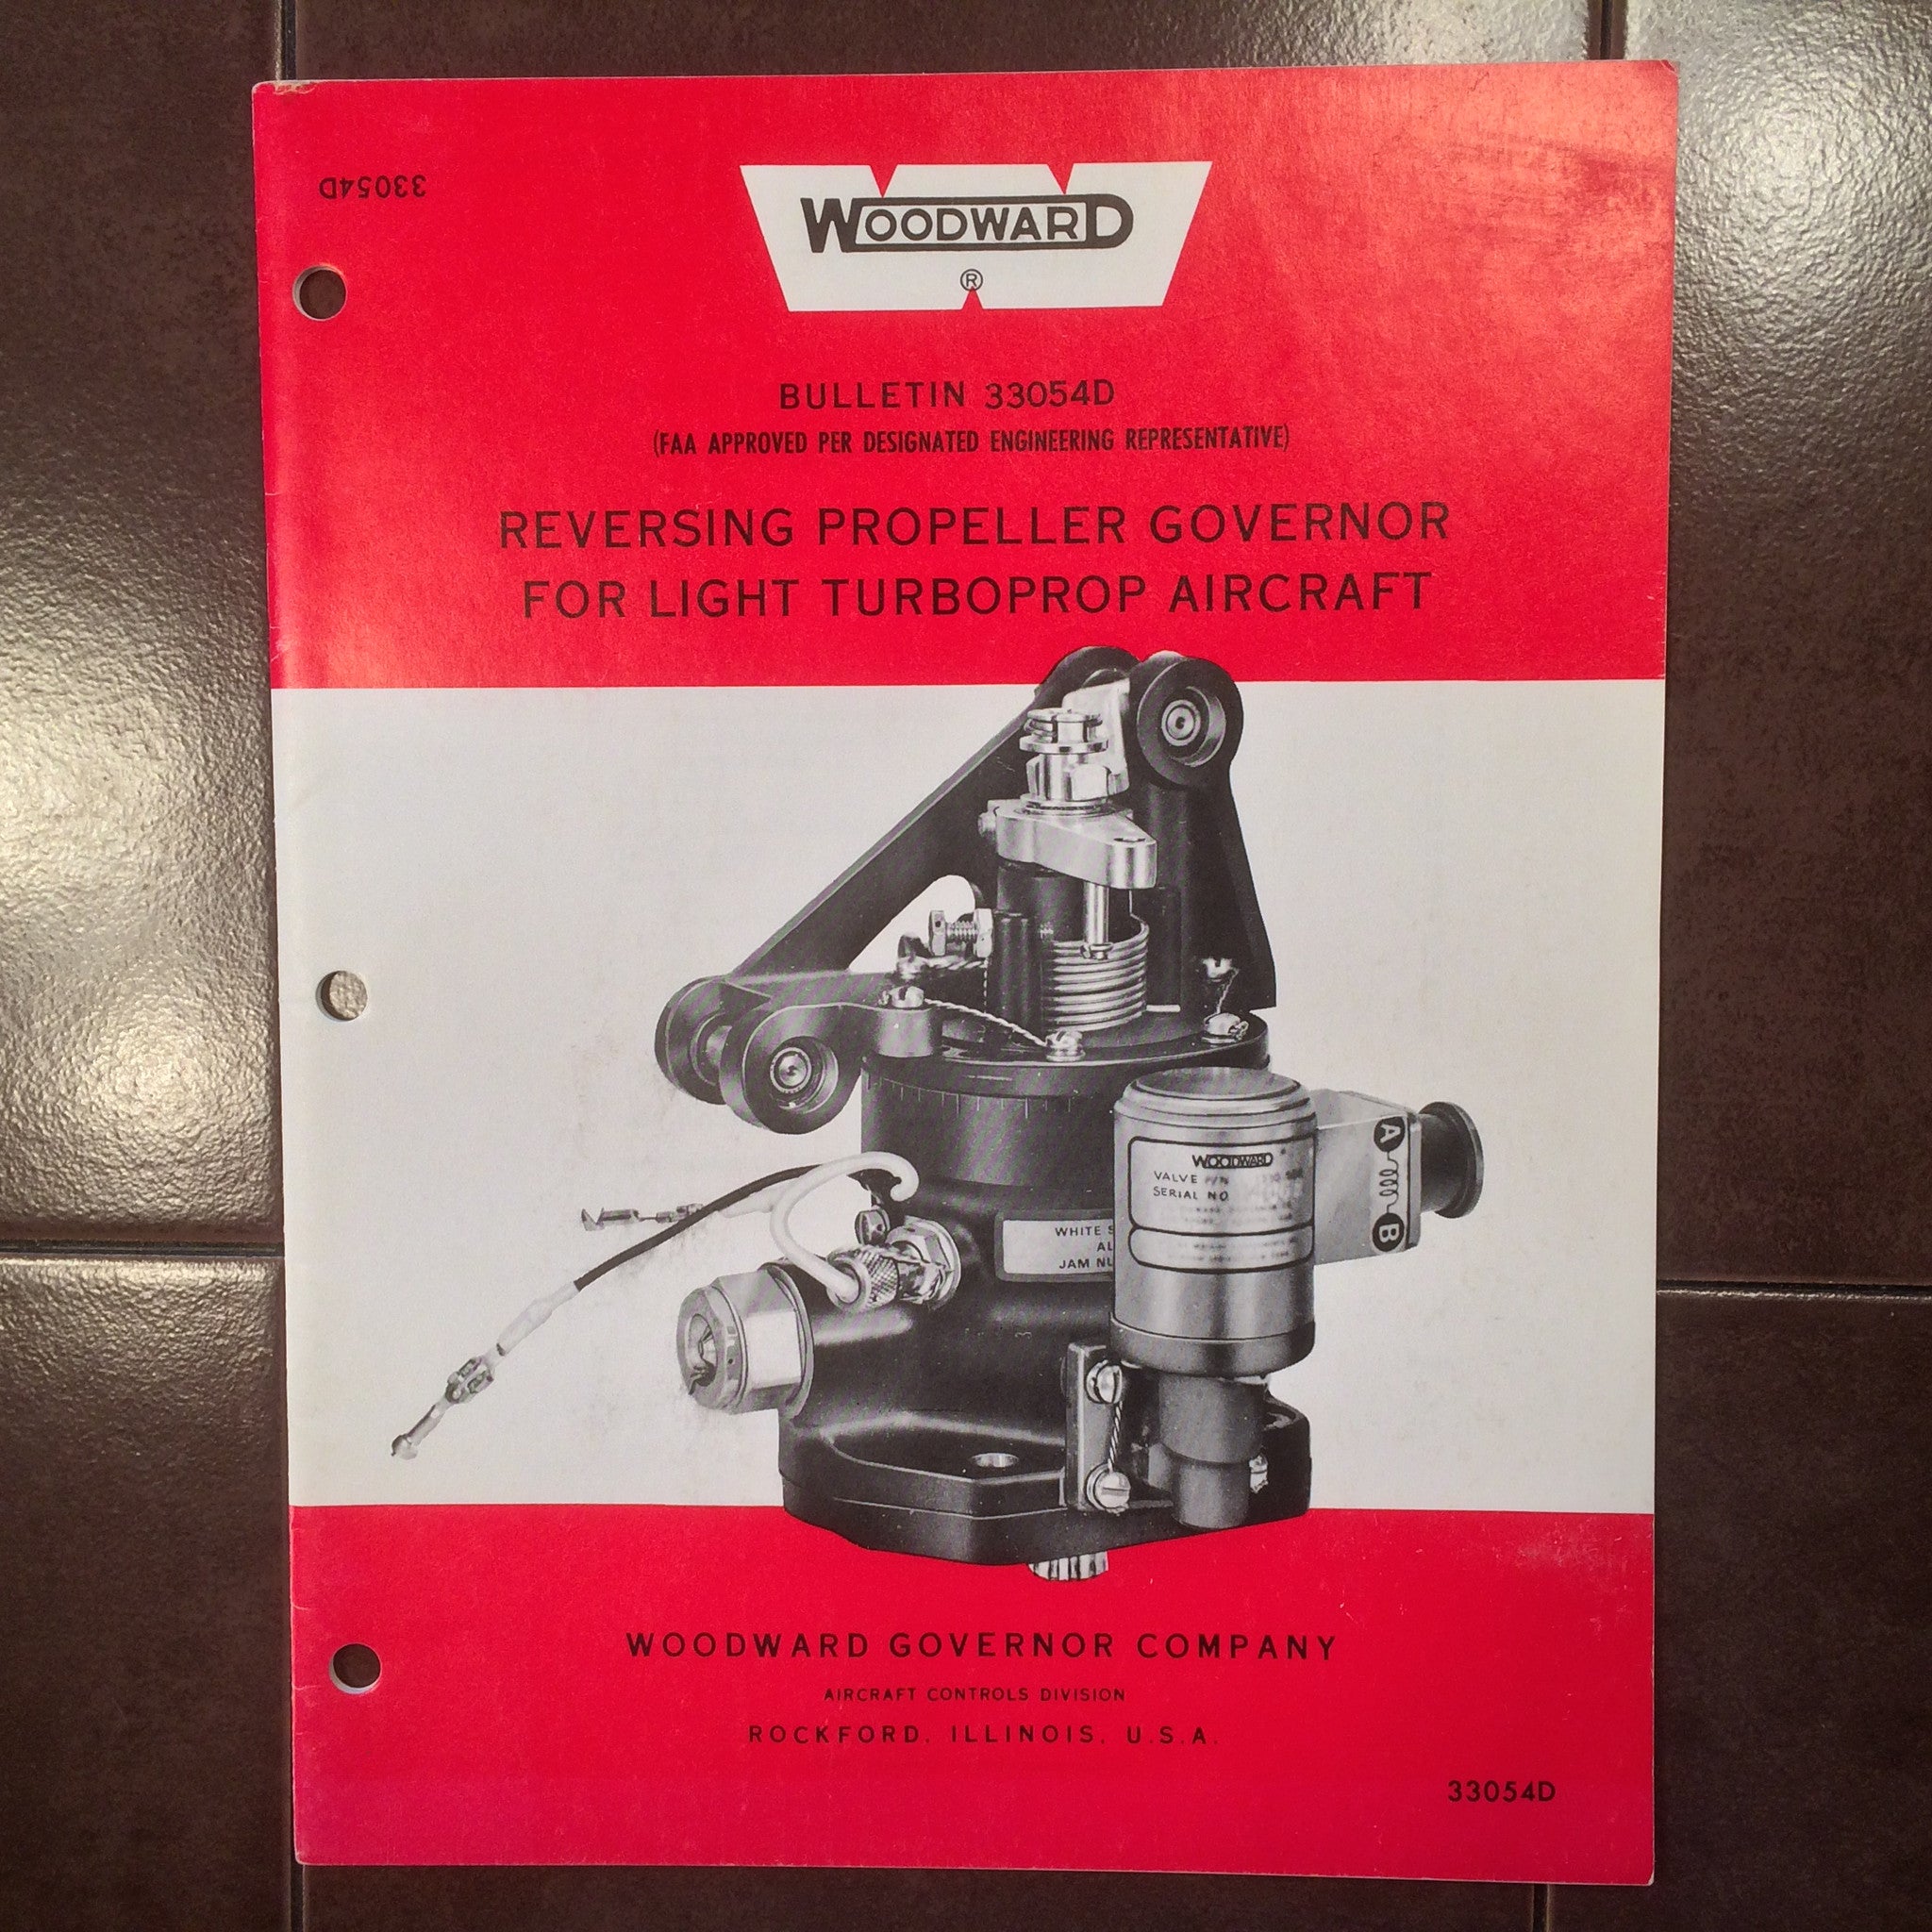 33054D
WOODWARD
®
BULLETIN 33054D
(FAA APPROVED PER DESIGNATED ENGINEERING REPRESENTATIVE)
REVERSING PROPELLER GOVERNOR
FOR LIGHT TURBOPROP AIRCRAFT
A
B
WOODWARD
VALVE P/N
SERIAL NO
WHITE S
AL
JAM NU
WOODWARD GOVERNOR COMPANY
AIRCRAFT CONTROLS DIVISION
ROCKFORD, ILLINOIS, U.S.A.
33054D